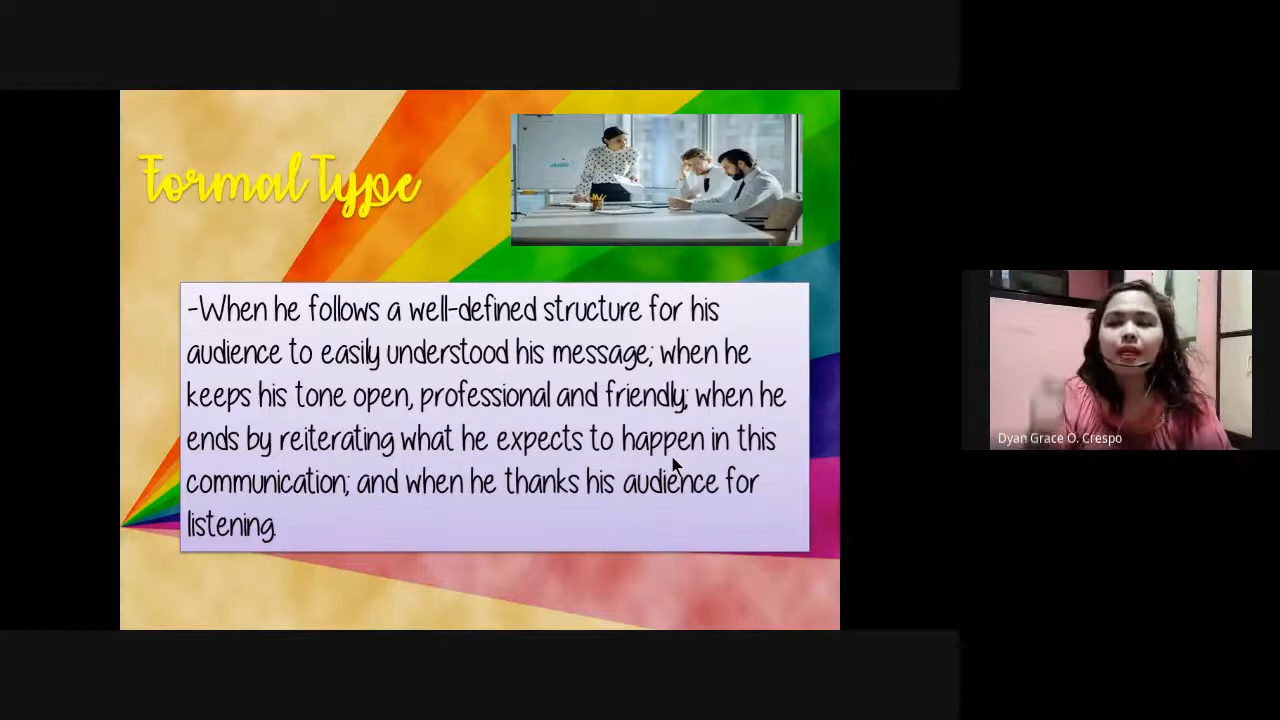 Formal Type
-When he follows a well-defined structure for his
audience to easily understood his message; when he
keeps his tone open, professional and friendly; when he
ends by reiterating what he expects to happen in this
communication; and when he thanks his audience for
listening.
Dyan Grace O. Crespo